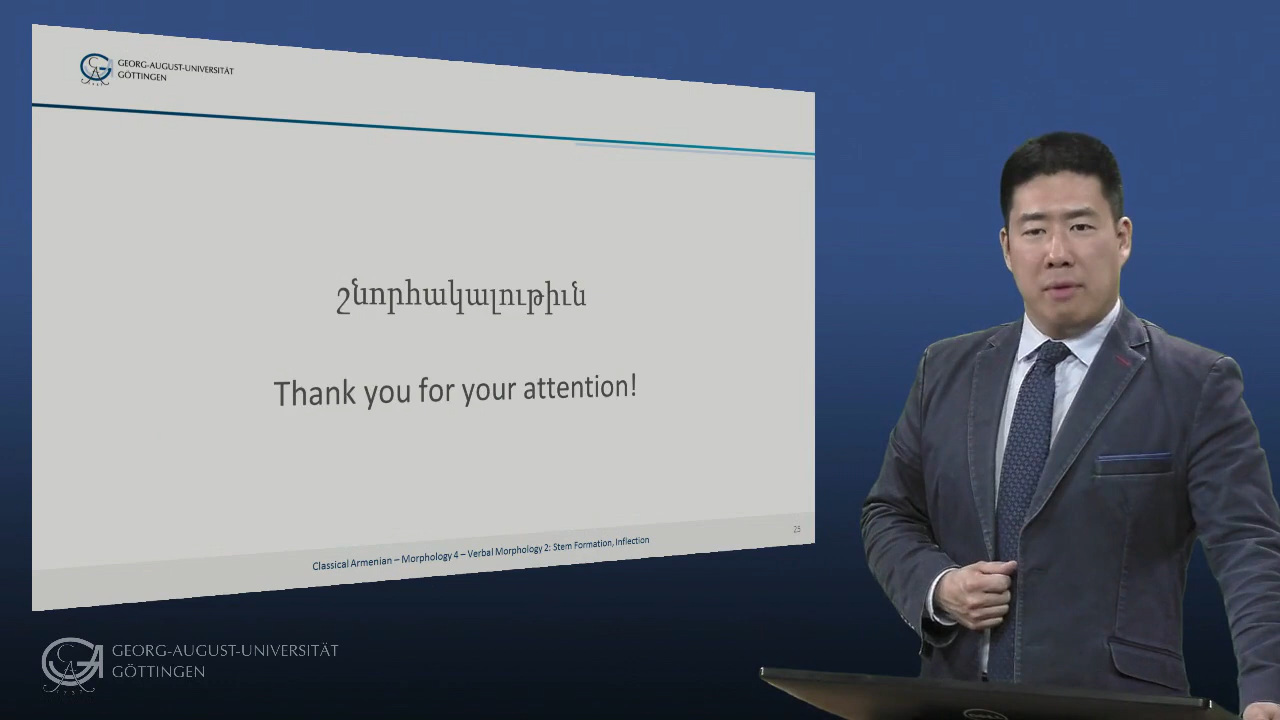 GEORG-AUGUST-UNIVERSITÄT
GÖTTINGEN
շնորհակալութիւն
Thank you for your attention!
25
Classical Armenian – Morphology 4 – Verbal Morphology 2: Stem Formation, Inflection
GEORG-AUGUST-UNIVERSITÄT
GÖTTINGEN